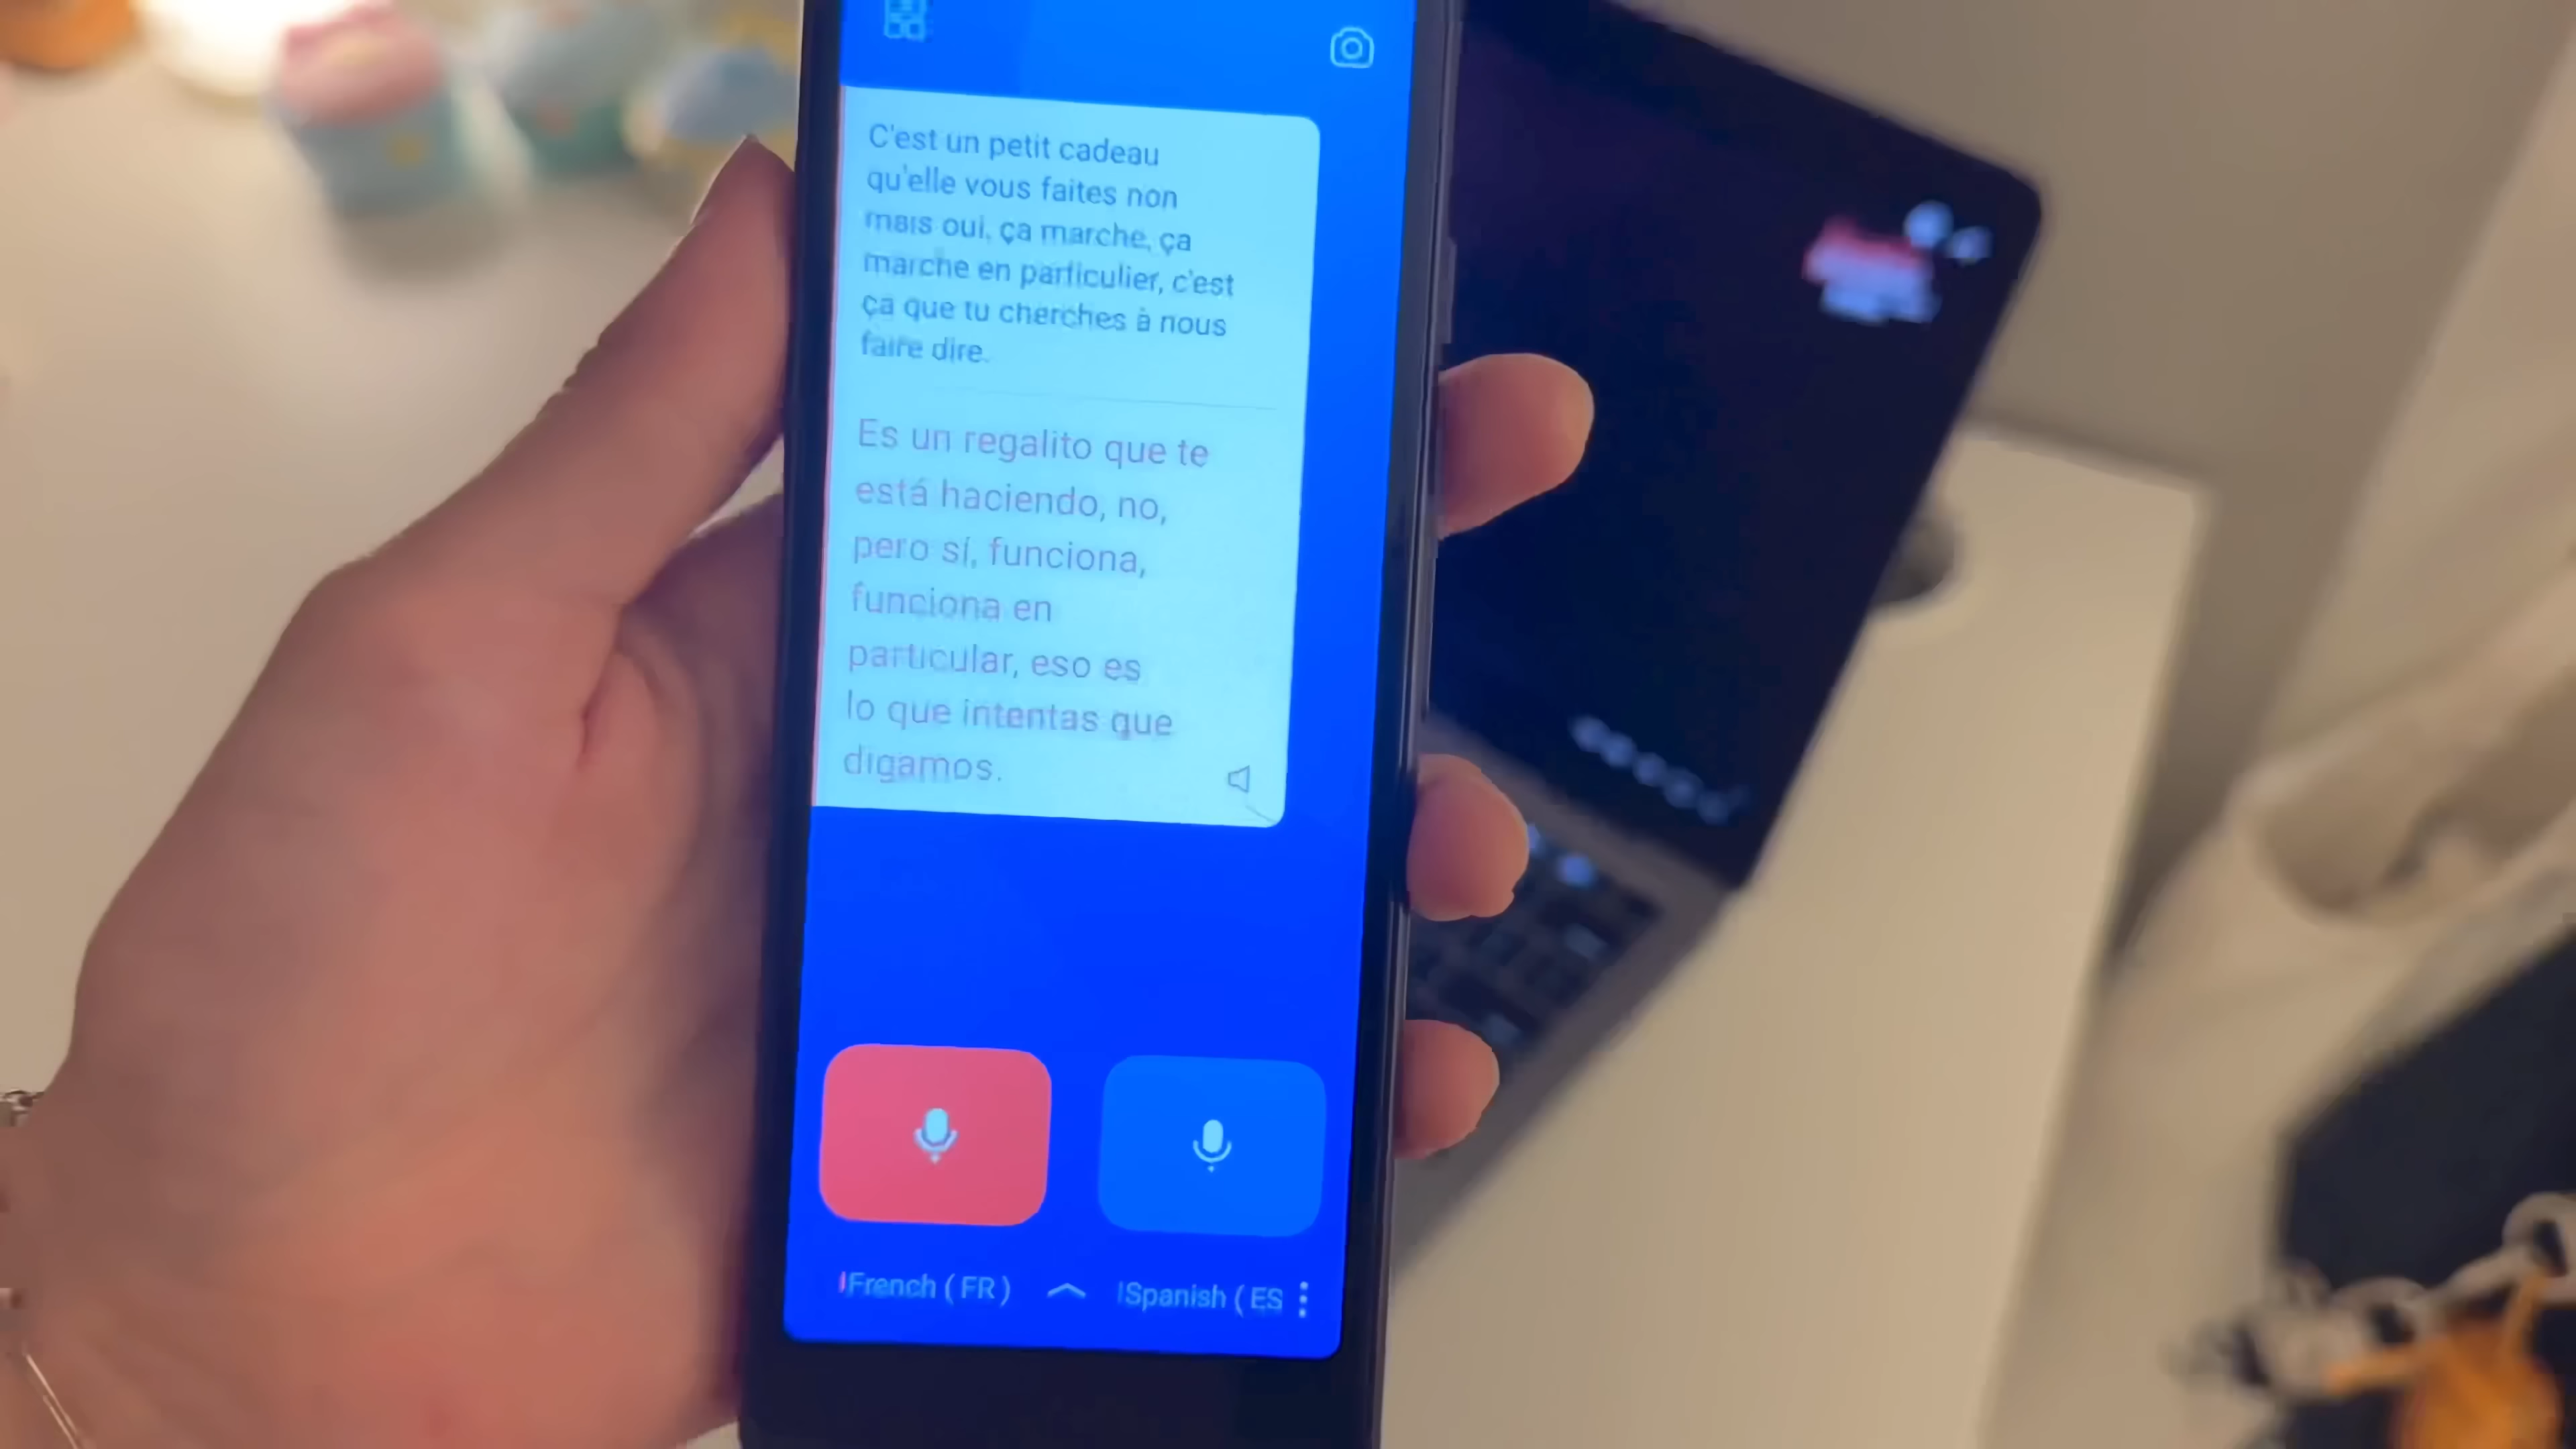 C'est un petit cadeau
qu'elle vous faites non
mais oui, ça marche, ça
marche en particulier, c'est
ça que tu cherches à nous
faire dire.
Es un regalito que te
está haciendo, no,
pero sí, funciona,
funciona en
particular, eso es
lo que intentas que
digamos.
French (FR)
Spanish (ES